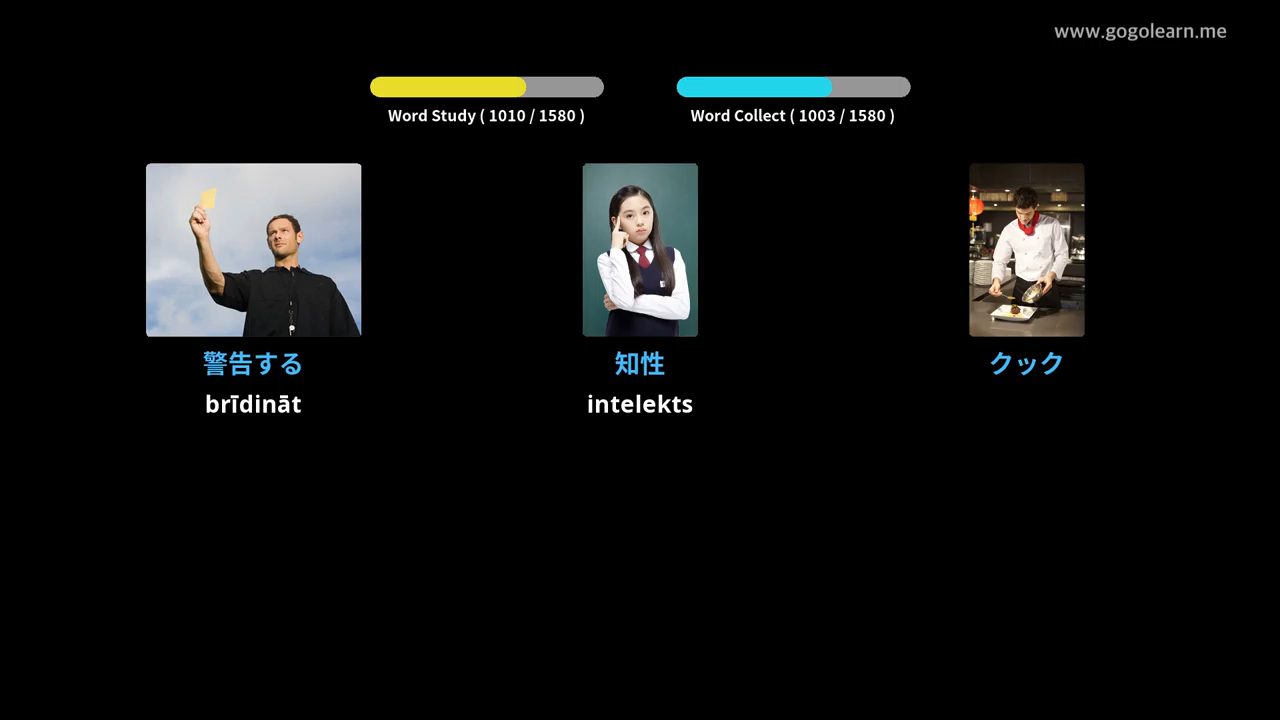 www.gogolearn.me
Word Study ( 1010 / 1580 )
Word Collect ( 1003 / 1580 )
警告する
brīdināt
知性
intelekts
クック